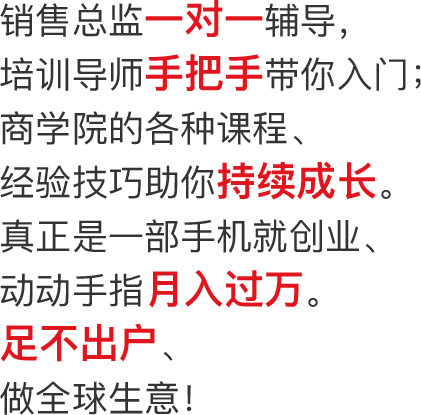 销售总监一对一辅导，
培训导师手把手带你入门；
商学院的各种课程、
经验技巧助你持续成长。
真正是一部手机就创业、
动动手指月入过万。
足不出户、
做全球生意！